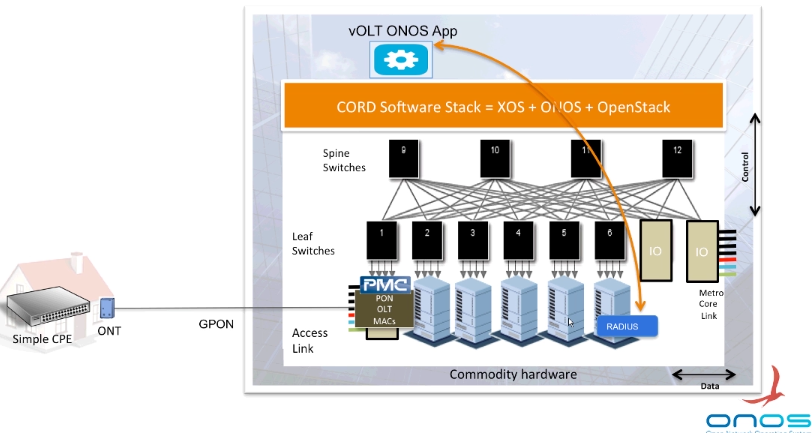 vOLT ONOS App
CORD Software Stack = XOS + ONOS + OpenStack
Spine
Switches
9
10
11
12
Control
Leaf
Switches
1
2
3
4
5
6
IO
IO
PMC
PON
OLT
MACs
Metro
Core
Link
RADIUS
Simple CPE
ONT
GPON
Access
Link
Commodity hardware
Data
onos